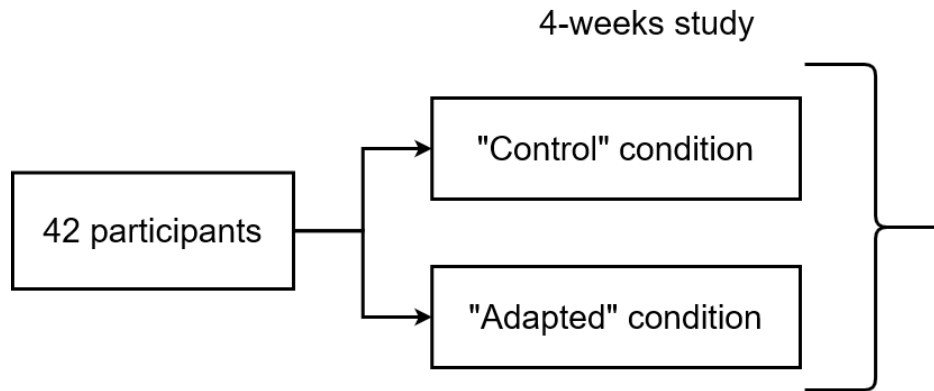 4-weeks study
"Control" condition
42 participants
"Adapted" condition